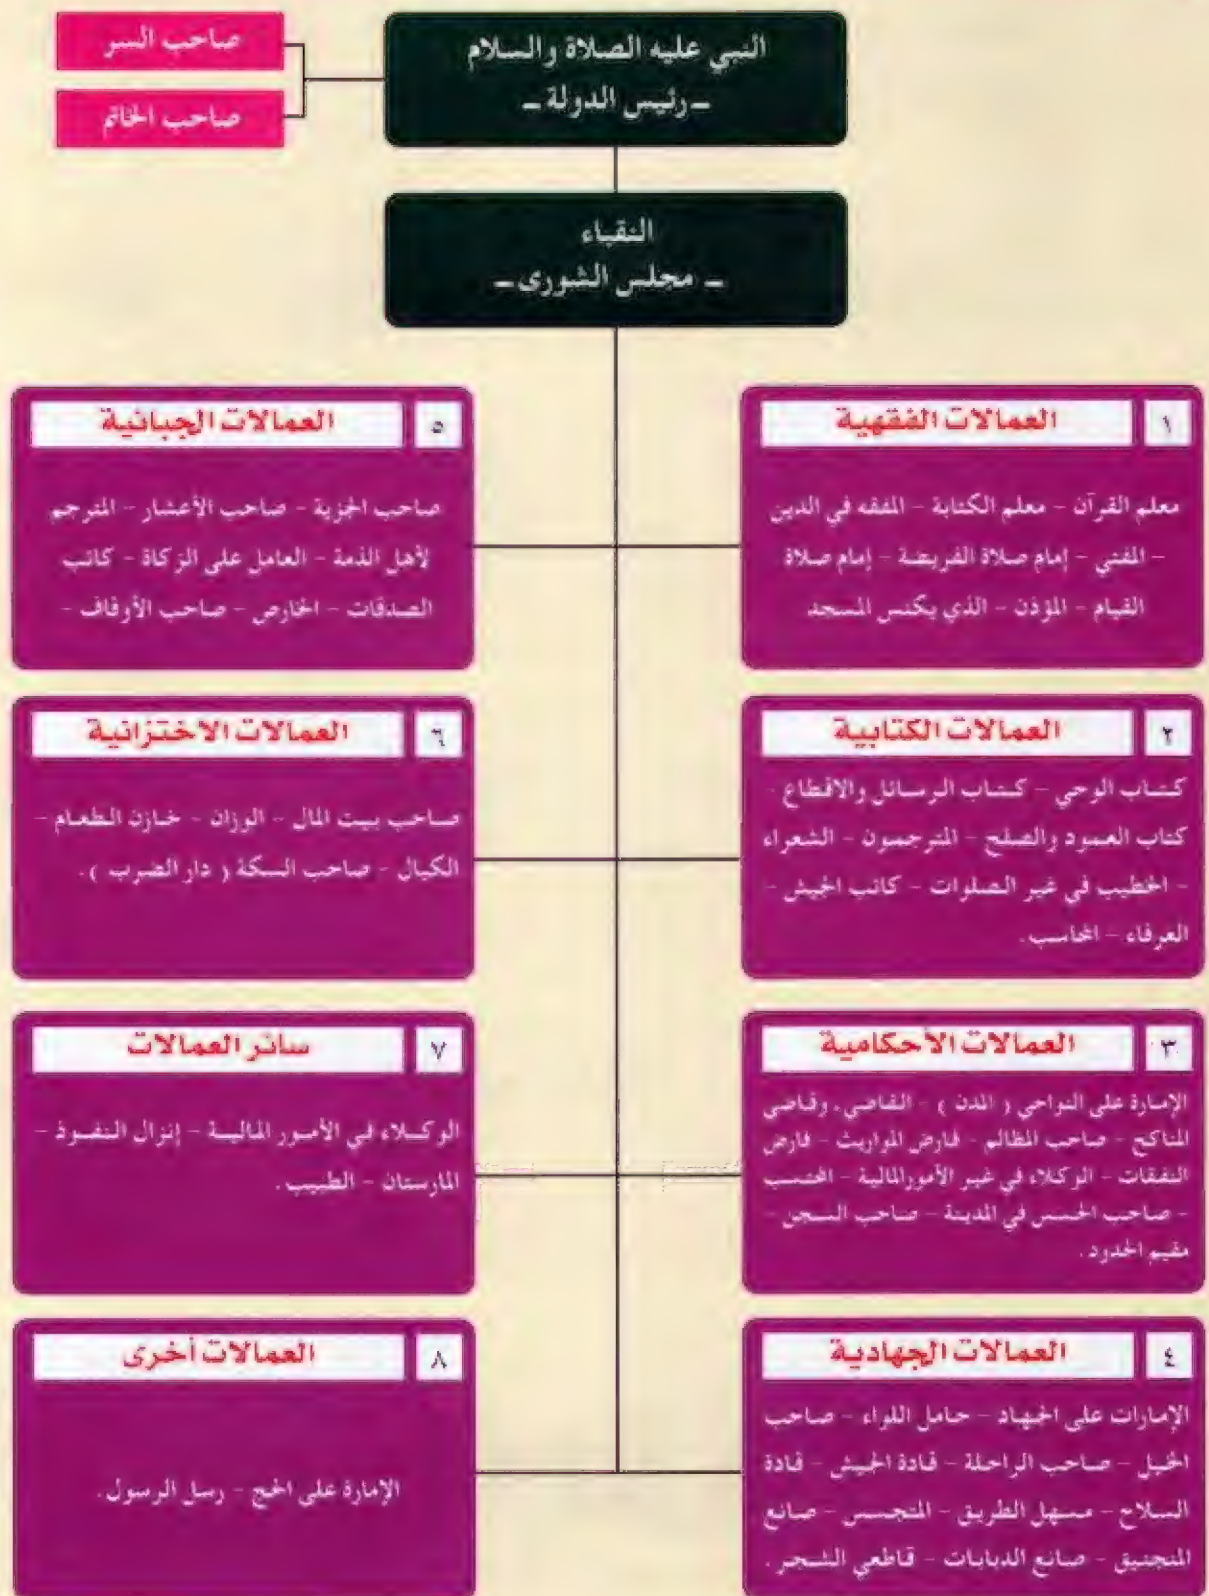 النبي عليه الصلاة والسلام
ـ رئيس الدولة ـ
صاحب السر
صاحب الخاتم
النقباء
ـ مجلس الشورى ـ
١ العمالات الفقهية
معلم القرآن - معلم الكتابة - المفقه في الدين
- المفتي - إمام صلاة الفريضة - إمام صلاة
القيام - المؤذن - الذي يكنس المسجد
٢ العمالات الكتابية
كتاب الوحي - كتاب الرسائل والاقطاع -
كتاب العهود والصلح - المترجمون - الشعراء
- الخطيب في غير الصلوات - كاتب الجيش -
العرفاء - المحاسب .
٣ العمالات الأحكامية
الإمارة على النواحي ( المدن ) - القاضي، وقاضي
المناكح - صاحب المظالم - فارض المواريث - فارض
النفقات - الوكلاء في غير الأمور المالية - المحتسب
- صاحب العسس في المدينة - صاحب السجن -
مقيم الحدود .
٤ العمالات الجهادية
الإمارات على الجهاد - حامل اللواء - صاحب
الخيل - صاحب الراحلة - قادة الجيش - قادة
السلاح - مسهل الطريق - المتجسس - صانع
المنجنيق - صانع الدبابات - قاطعي الشجر .
٥ العمالات الجبائية
صاحب الجزية - صاحب الأعشار - المترجم
لأهل الذمة - العامل على الزكاة - كاتب
الصدقات - الخارص - صاحب الأوقاف -
٦ العمالات الاختزانية
صاحب بيت المال - الوزان - خازن الطعام -
الكيال - صاحب السكة ( دار الضرب ) .
٧ سائر العمالات
الوكلاء في الأمور المالية - إنزال الوفود -
المارستان - الطبيب .
٨ العمالات أخرى
الإمارة على الحج - رسل الرسول .